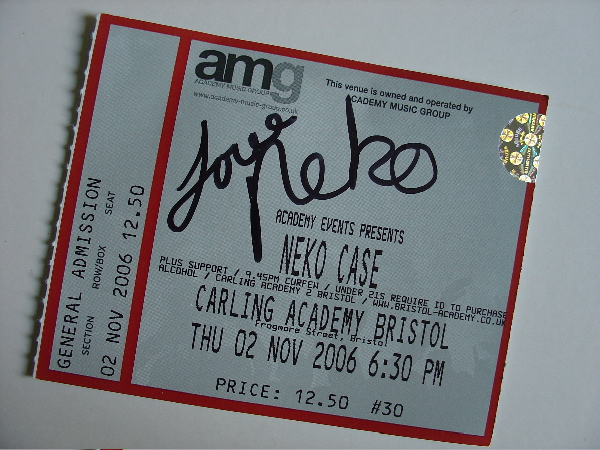 GENERAL ADMISSION
SECTION ROW/BOX SEAT
02 NOV 2006 12.50
amg
ACADEMY MUSIC GROUP
www.academy-music-group.co.uk
This venue is owned and operated by
ACADEMY MUSIC GROUP
love Neko
ACADEMY EVENTS PRESENTS
NEKO CASE
PLUS SUPPORT / 9.45PM CURFEW / UNDER 21S REQUIRE ID TO PURCHASE
ALCOHOL / CARLING ACADEMY 2 BRISTOL / WWW.BRISTOL-ACADEMY.CO.UK
CARLING ACADEMY BRISTOL
Frogmore Street, Bristol
THU 02 NOV 2006 6:30 PM
PRICE: 12.50 #30